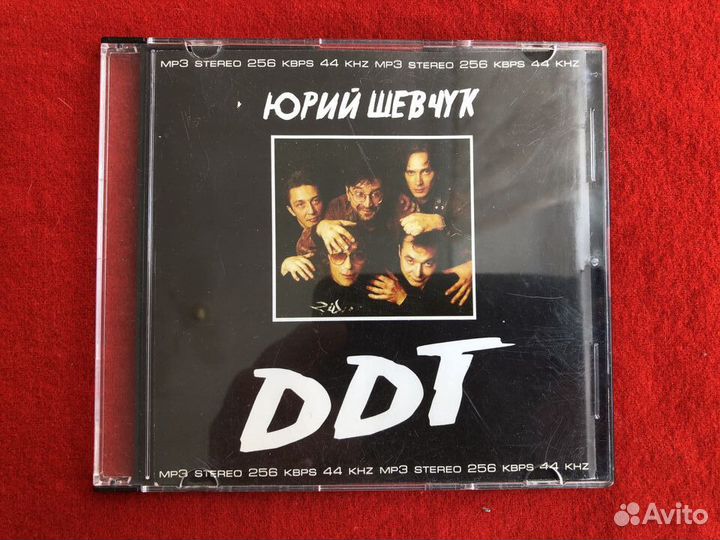 MP3 STEREO 256 KBPS 44 KHZ MP3 STEREO 256 KBPS 44 KHZ
ЮРИЙ ШЕВЧУК
DDT
MP3 STEREO 256 KBPS 44 KHZ MP3 STEREO 256 KBPS 44 KHZ
Avito